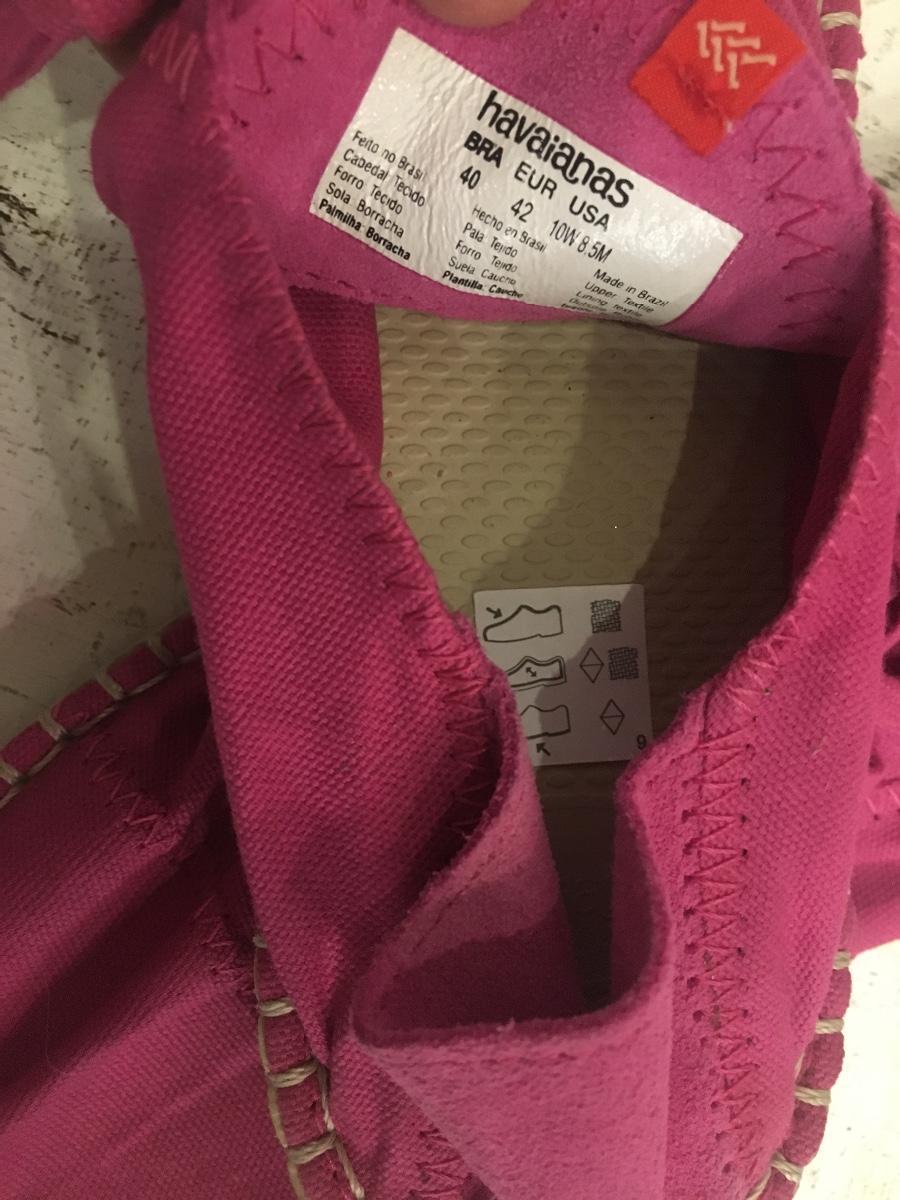 havaianas
BRA EUR USA
40 42 10W 8.5M
Feito no Brasil
Cabedal Tecido
Forro Tecido
Sola Borracha
Palmilha Borracha
Hecho en Brasil
Pala Tejido
Forro Tejido
Suela Caucho
Plantilla Caucho
Made in Brazil
Upper Textile
Lining Textile
9